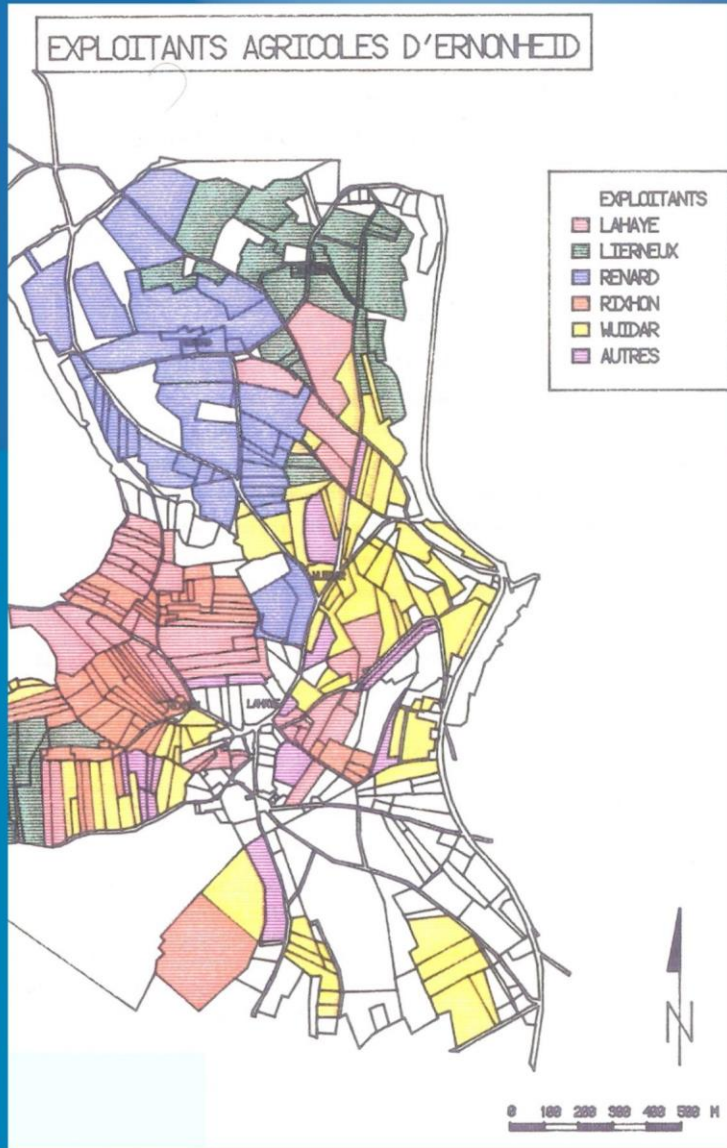 EXPLOITANTS AGRICOLES D'ERNONHEID
EXPLOITANTS
LAHAYE
LIERNEUX
RENARD
RIXHON
WUIDAR
AUTRES
LAHAYE
N
0 100 200 300 400 500 M